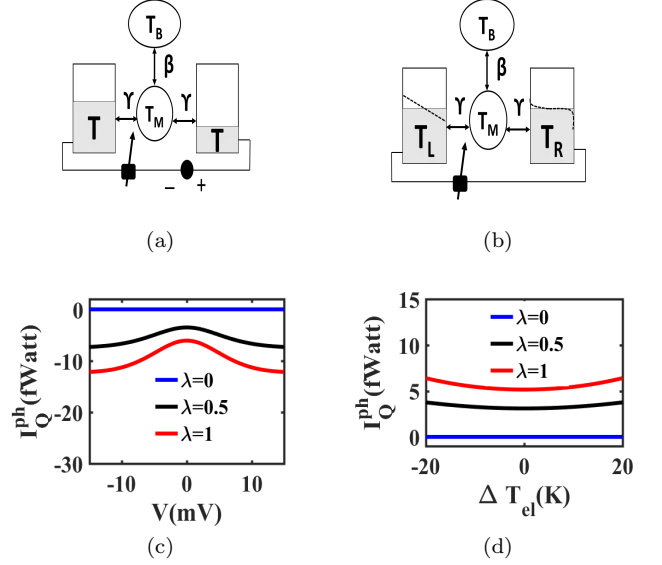 T_B
β
γ
T_M
γ
T
T
− +
(a)
T_B
β
γ
T_M
γ
T_L
T_R
(b)
I_Q^ph(fWatt)
0
-10
-20
-30
λ=0
λ=0.5
λ=1
-10 0 10
V(mV)
(c)
I_Q^ph(fWatt)
15
10
5
0
λ=0
λ=0.5
λ=1
-20 0 20
Δ T_el(K)
(d)